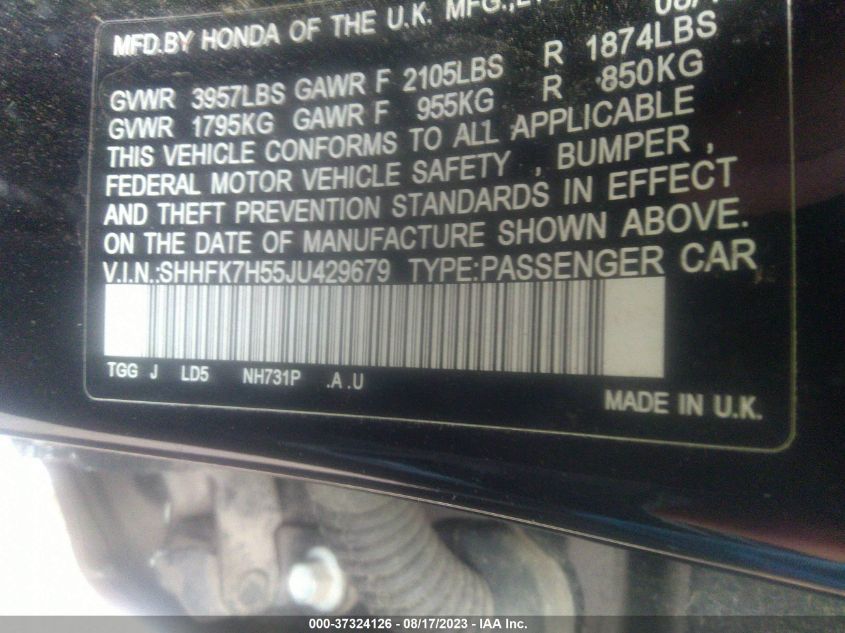 MFD.BY HONDA OF THE U.K. MFG.,
GVWR 3957LBS GAWR F 2105LBS R 1874LBS
GVWR 1795KG GAWR F 955KG R 850KG
THIS VEHICLE CONFORMS TO ALL APPLICABLE
FEDERAL MOTOR VEHICLE SAFETY , BUMPER ,
AND THEFT PREVENTION STANDARDS IN EFFECT
ON THE DATE OF MANUFACTURE SHOWN ABOVE.
V.I.N.:SHHFK7H55JU429679 TYPE:PASSENGER CAR
TGG J LD5 NH731P .A .U
MADE IN U.K.
000-37324126 - 08/17/2023 - IAA Inc.